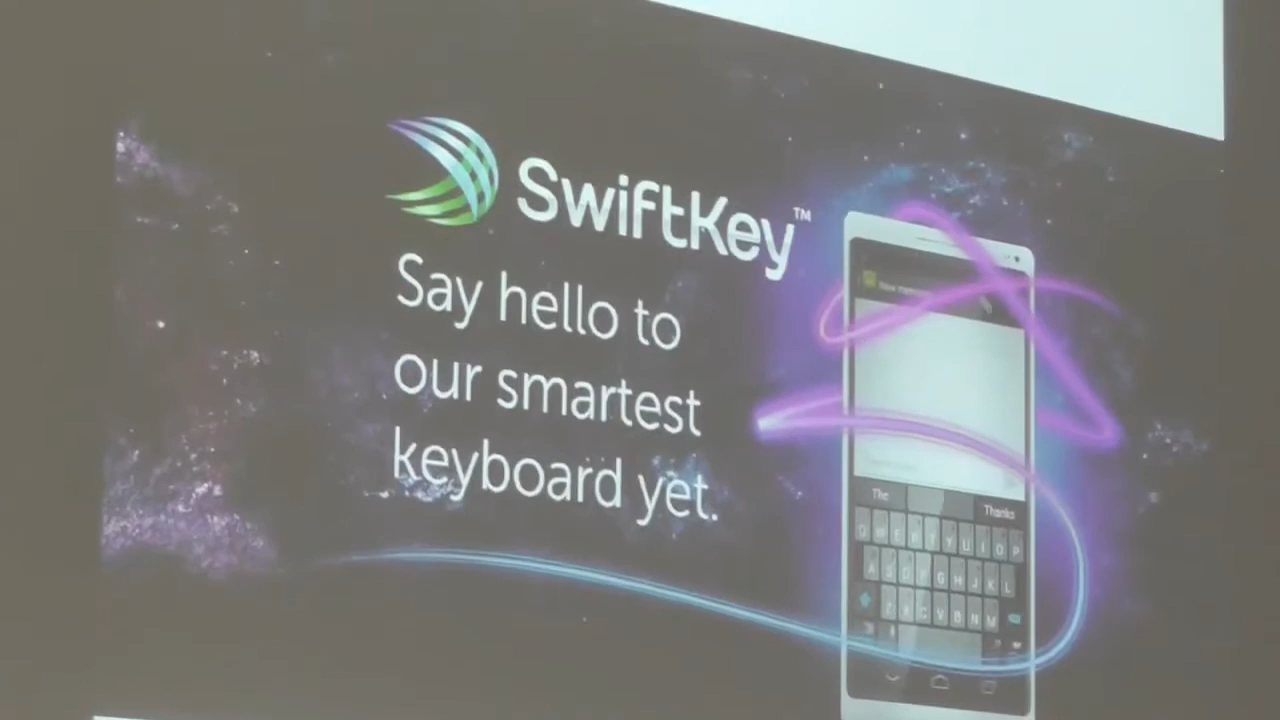 SwiftKey™
Say hello to
our smartest
keyboard yet.
The
Thanks